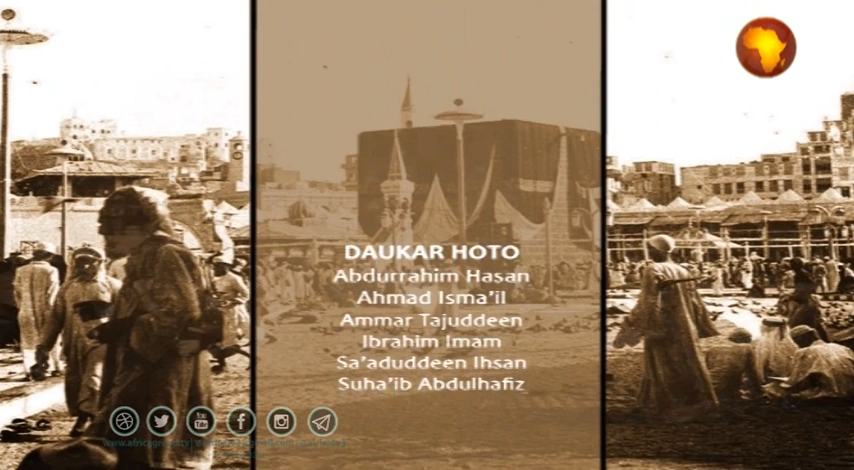 DAUKAR HOTO
Abdurrahim Hasan
Ahmad Isma'il
Ammar Tajuddeen
Ibrahim Imam
Sa'aduddeen Ihsan
Suha'ib Abdulhafiz